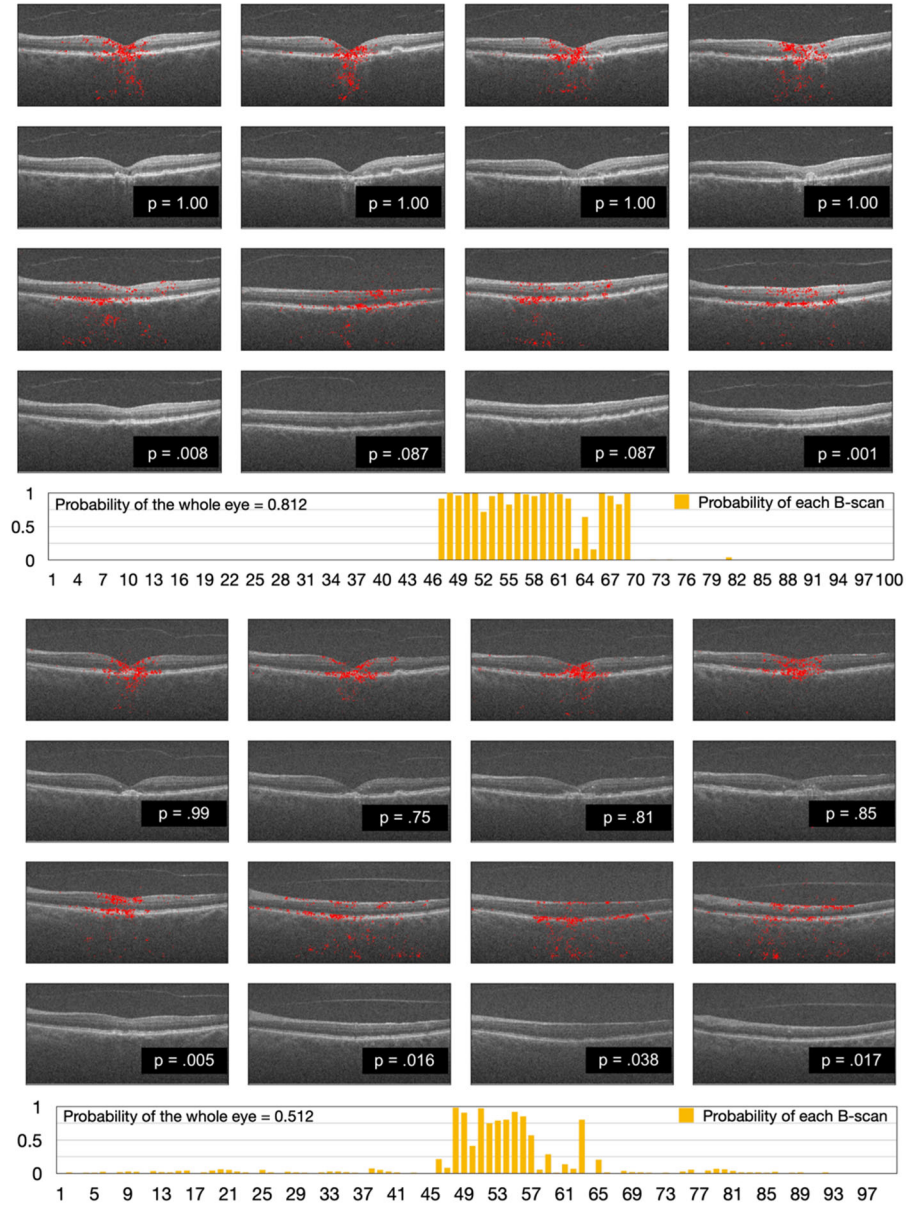 p = 1.00 p = 1.00 p = 1.00 p = 1.00
p = .008 p = .087 p = .087 p = .001
1 Probability of the whole eye = 0.812 Probability of each B-scan
0.5
0
1 4 7 10 13 16 19 22 25 28 31 34 37 40 43 46 49 52 55 58 61 64 67 70 73 76 79 82 85 88 91 94 97 100
p = .99 p = .75 p = .81 p = .85
p = .005 p = .016 p = .038 p = .017
1 Probability of the whole eye = 0.512 Probability of each B-scan
0.5
0
1 5 9 13 17 21 25 29 33 37 41 45 49 53 57 61 65 69 73 77 81 85 89 93 97